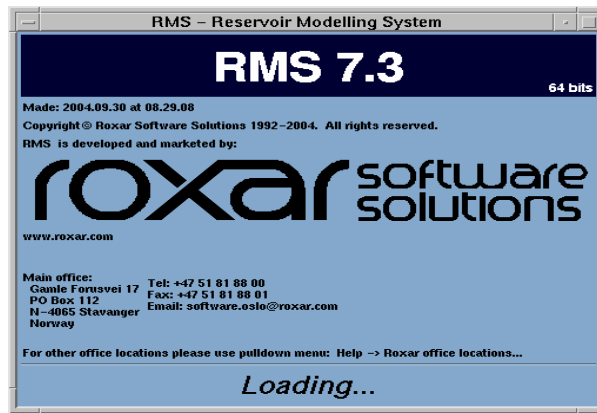 RMS – Reservoir Modelling System
RMS 7.3
64 bits
Made: 2004.09.30 at 08.29.08
Copyright© Roxar Software Solutions 1992–2004. All rights reserved.
RMS is developed and marketed by:
roxar software solutions
www.roxar.com
Main office:
Gamle Forusvei 17
PO Box 112
N–4065 Stavanger
Norway
Tel: +47 51 81 88 00
Fax: +47 51 81 88 01
Email: software.oslo@roxar.com
For other office locations please use pulldown menu: Help –> Roxar office locations...
Loading...